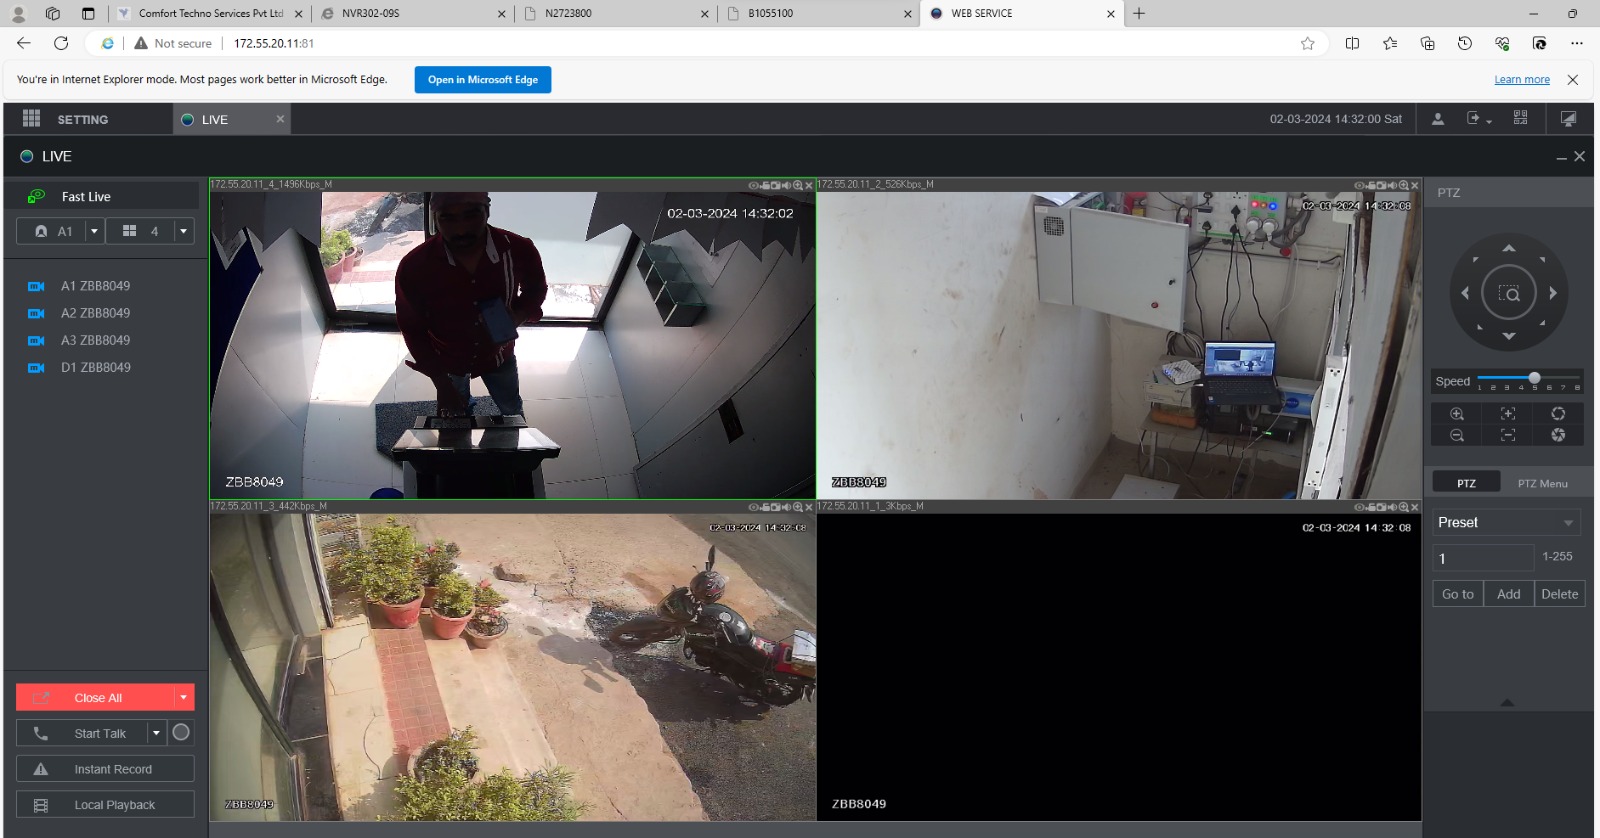 Comfort Techno Services Pvt Ltd
NVR302-09S
N2723800
B1055100
WEB SERVICE
Not secure
172.55.20.11:81
You're in Internet Explorer mode. Most pages work better in Microsoft Edge.
Open in Microsoft Edge
Learn more
SETTING
LIVE
02-03-2024 14:32:00 Sat
LIVE
Fast Live
A1
4
A1 ZBB8049
A2 ZBB8049
A3 ZBB8049
D1 ZBB8049
Close All
Start Talk
Instant Record
Local Playback
172.55.20.11_4_1496Kbps_M
02-03-2024 14:32:02
ZBB8049
172.55.20.11_2_526Kbps_M
02-03-2024 14:32:08
ZBB8049
172.55.20.11_3_442Kbps_M
02-03-2024 14:32:08
ZBB8049
172.55.20.11_1_3Kbps_M
02-03-2024 14:32:08
ZBB8049
PTZ
Speed
1 2 3 4 5 6 7 8
PTZ
PTZ Menu
Preset
1
1-255
Go to
Add
Delete